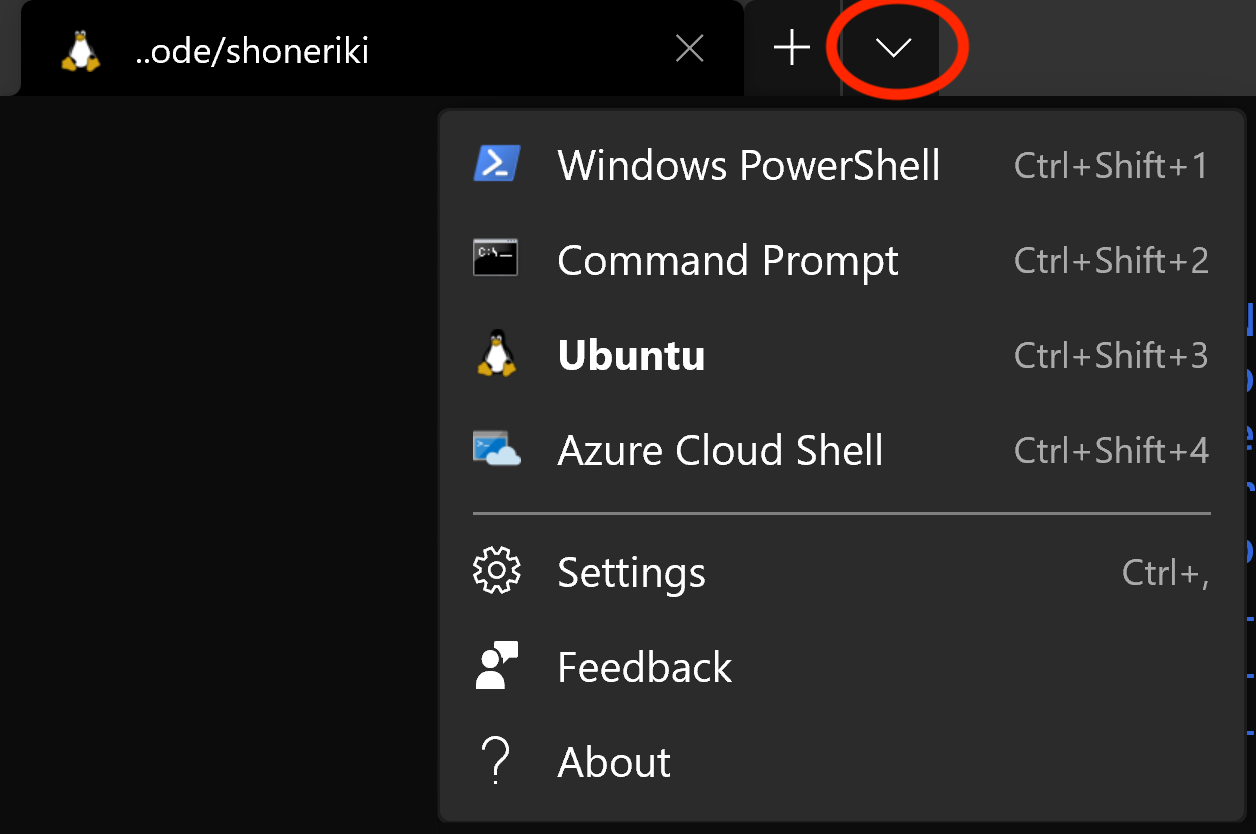 ..ode/shoneriki
Windows PowerShell Ctrl+Shift+1
Command Prompt Ctrl+Shift+2
Ubuntu Ctrl+Shift+3
Azure Cloud Shell Ctrl+Shift+4
Settings Ctrl+,
Feedback
About